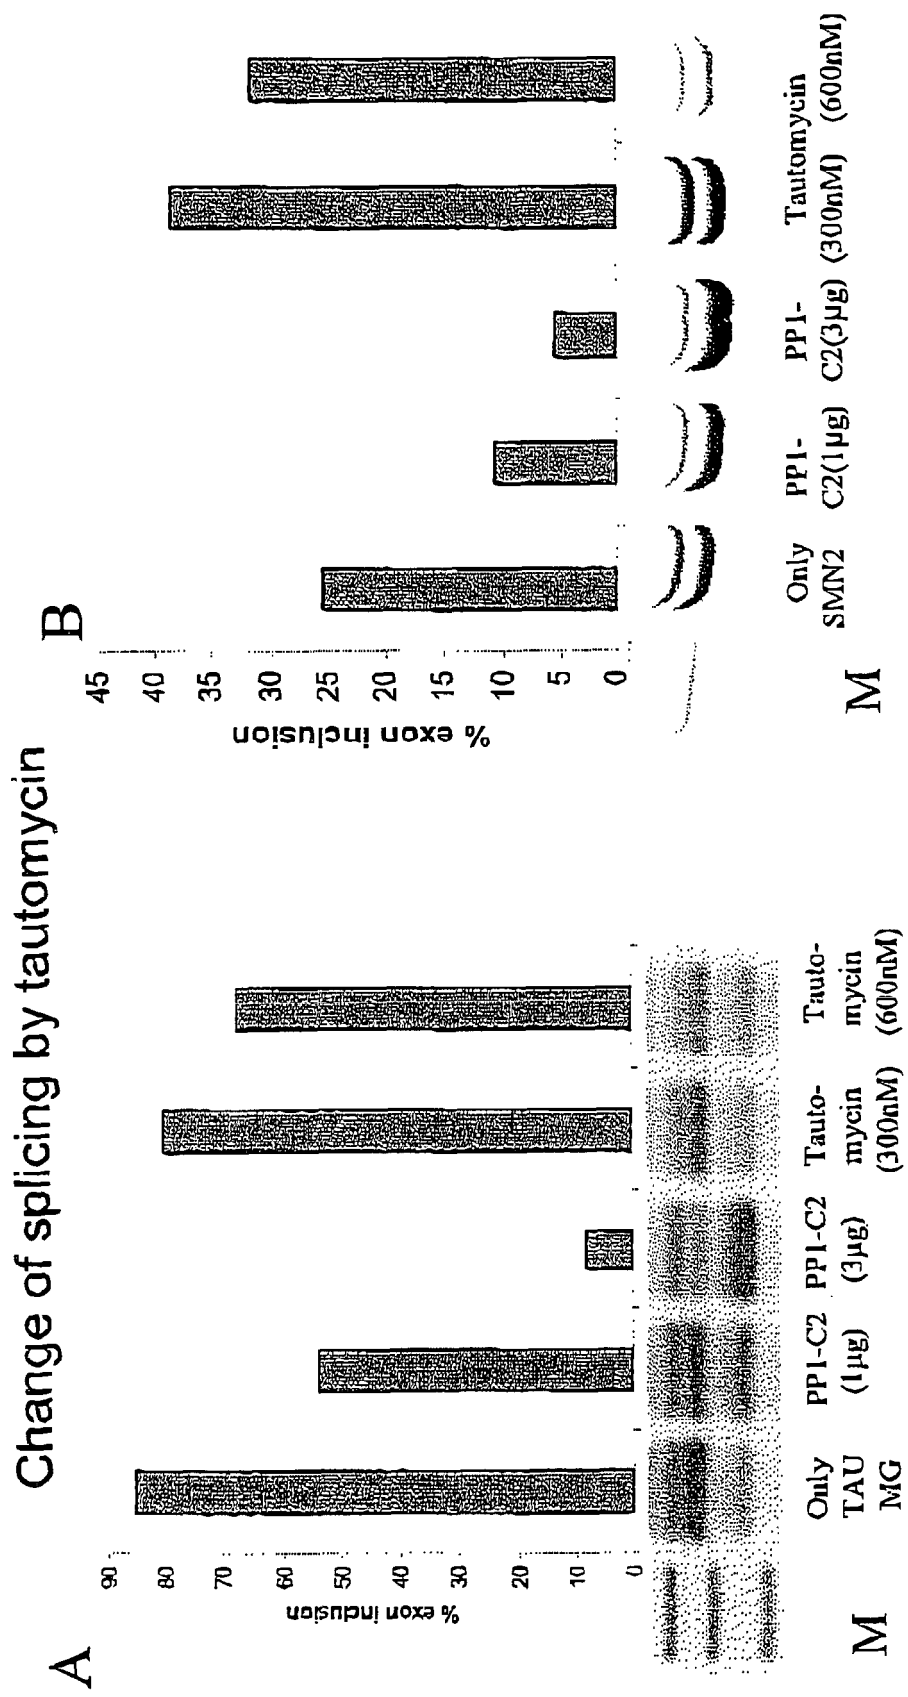 Change of splicing by tautomycin
A
% exon inclusion
90
80
70
60
50
40
30
20
10
0
M
Only
TAU
MG
PP1-C2
(1µg)
PP1-C2
(3µg)
Tauto-
mycin
(300nM)
Tauto-
mycin
(600nM)
B
% exon inclusion
45
40
35
30
25
20
15
10
5
0
M
Only
SMN2
PP1-
C2(1µg)
PP1-
C2(3µg)
Tautomycin
(300nM) (600nM)